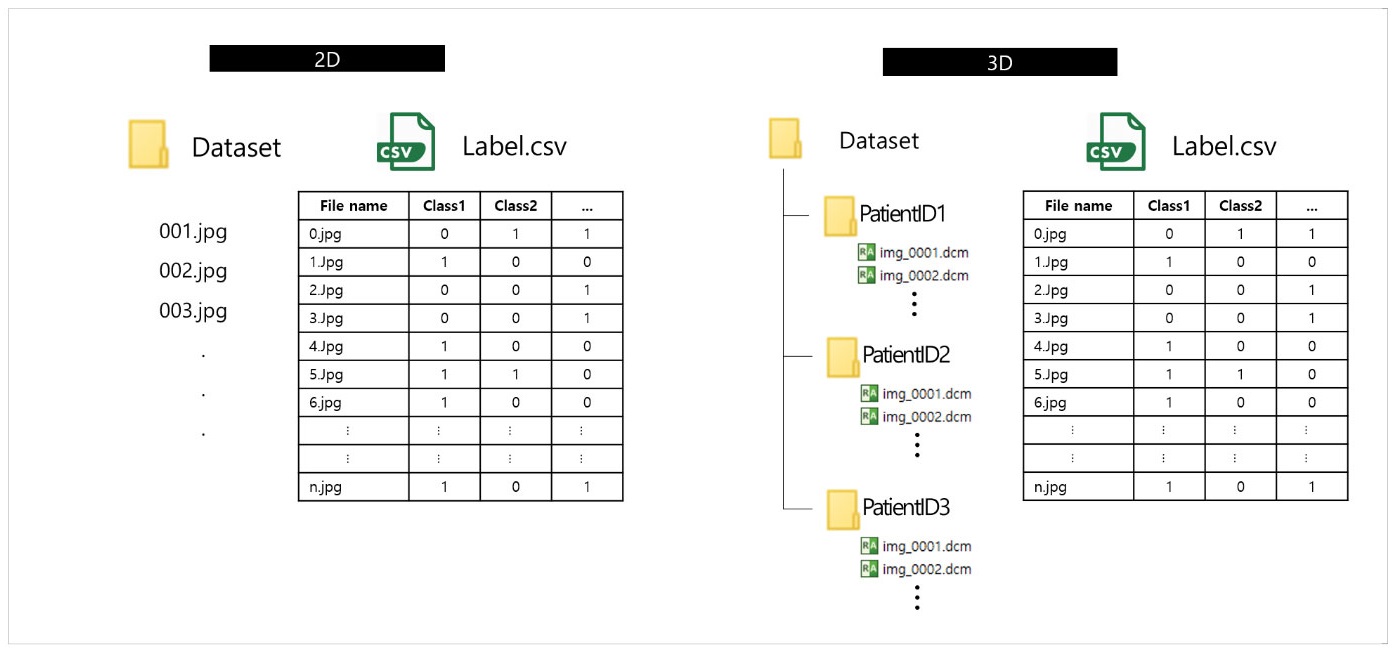 2D
Dataset
CSV
Label.csv
001.jpg
002.jpg
003.jpg
.
.
.
File name Class1 Class2 ...
0.jpg 0 1 1
1.Jpg 1 0 0
2.Jpg 0 0 1
3.Jpg 0 0 1
4.Jpg 1 0 0
5.Jpg 1 1 0
6.jpg 1 0 0
⋮ ⋮ ⋮ ⋮
⋮ ⋮ ⋮ ⋮
n.jpg 1 0 1
3D
Dataset
PatientID1
RA img_0001.dcm
RA img_0002.dcm
⋮
PatientID2
RA img_0001.dcm
RA img_0002.dcm
⋮
PatientID3
RA img_0001.dcm
RA img_0002.dcm
⋮
CSV
Label.csv
File name Class1 Class2 ...
0.jpg 0 1 1
1.Jpg 1 0 0
2.Jpg 0 0 1
3.Jpg 0 0 1
4.Jpg 1 0 0
5.Jpg 1 1 0
6.jpg 1 0 0
⋮ ⋮ ⋮ ⋮
⋮ ⋮ ⋮ ⋮
n.jpg 1 0 1